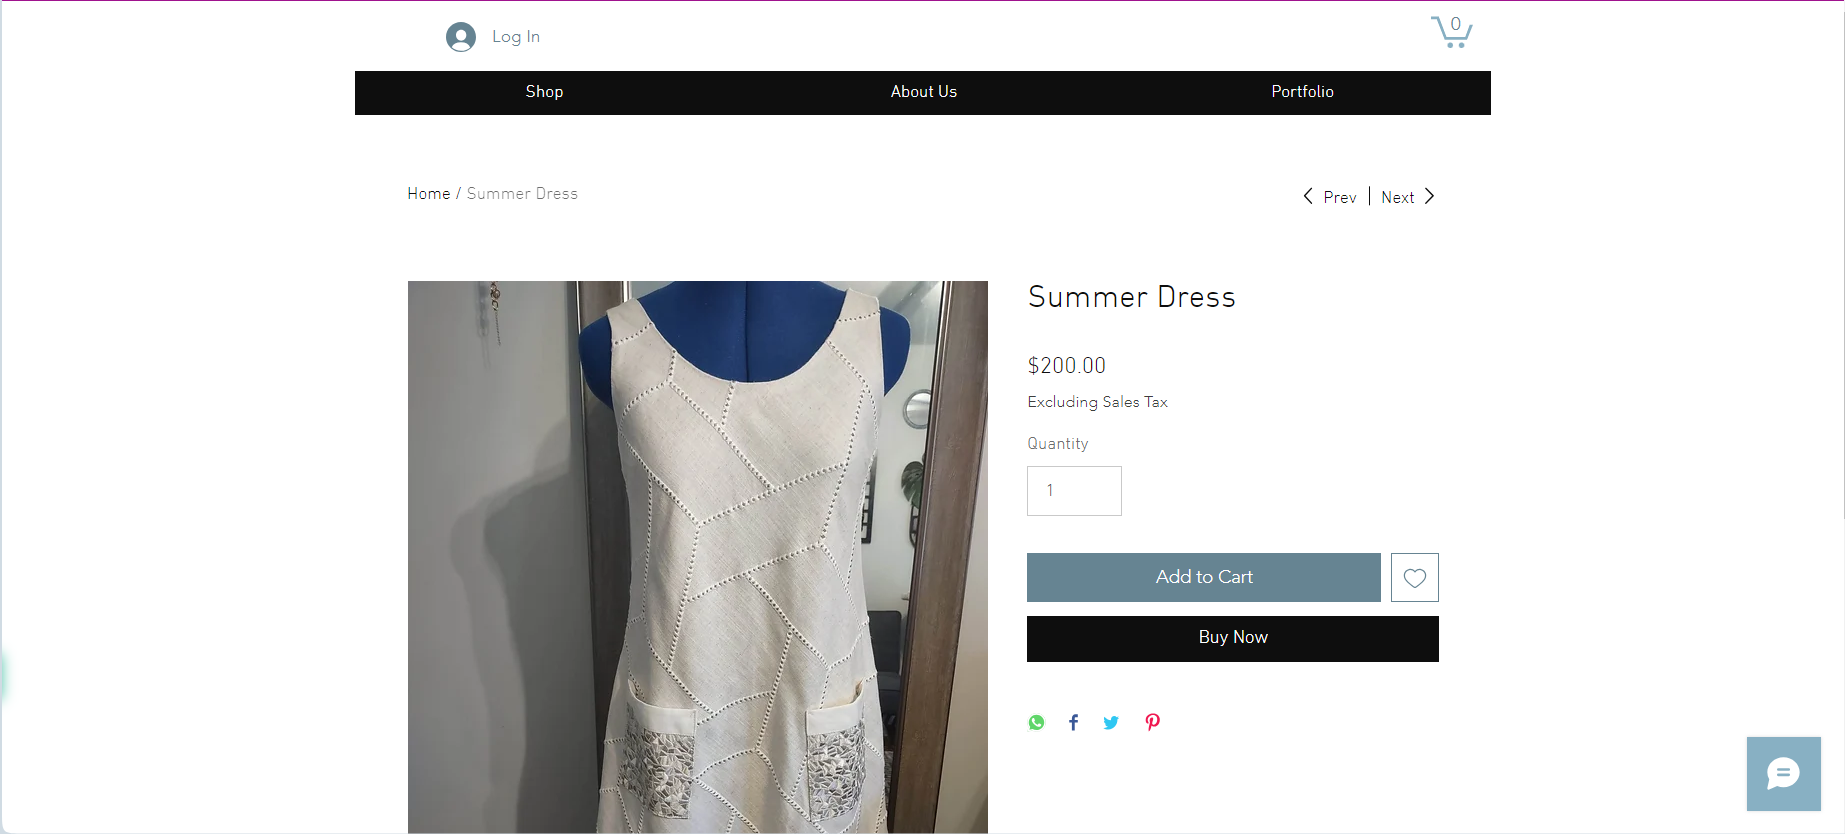 Log In
0
Shop
About Us
Portfolio
Home / Summer Dress
Prev | Next
Summer Dress
$200.00
Excluding Sales Tax
Quantity
1
Add to Cart
Buy Now